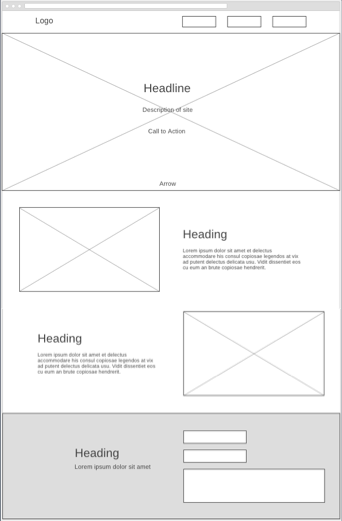 Logo
Headline
Description of site
Call to Action
Arrow
Heading
Lorem ipsum dolor sit amet et delectus
accommodare his consul copiosae legendos at vix
ad putent delectus delicata usu. Vidit dissentiet eos
cu eum an brute copiosae hendrerit.
Heading
Lorem ipsum dolor sit amet et delectus
accommodare his consul copiosae legendos at vix
ad putent delectus delicata usu. Vidit dissentiet eos
cu eum an brute copiosae hendrerit.
Heading
Lorem ipsum dolor sit amet